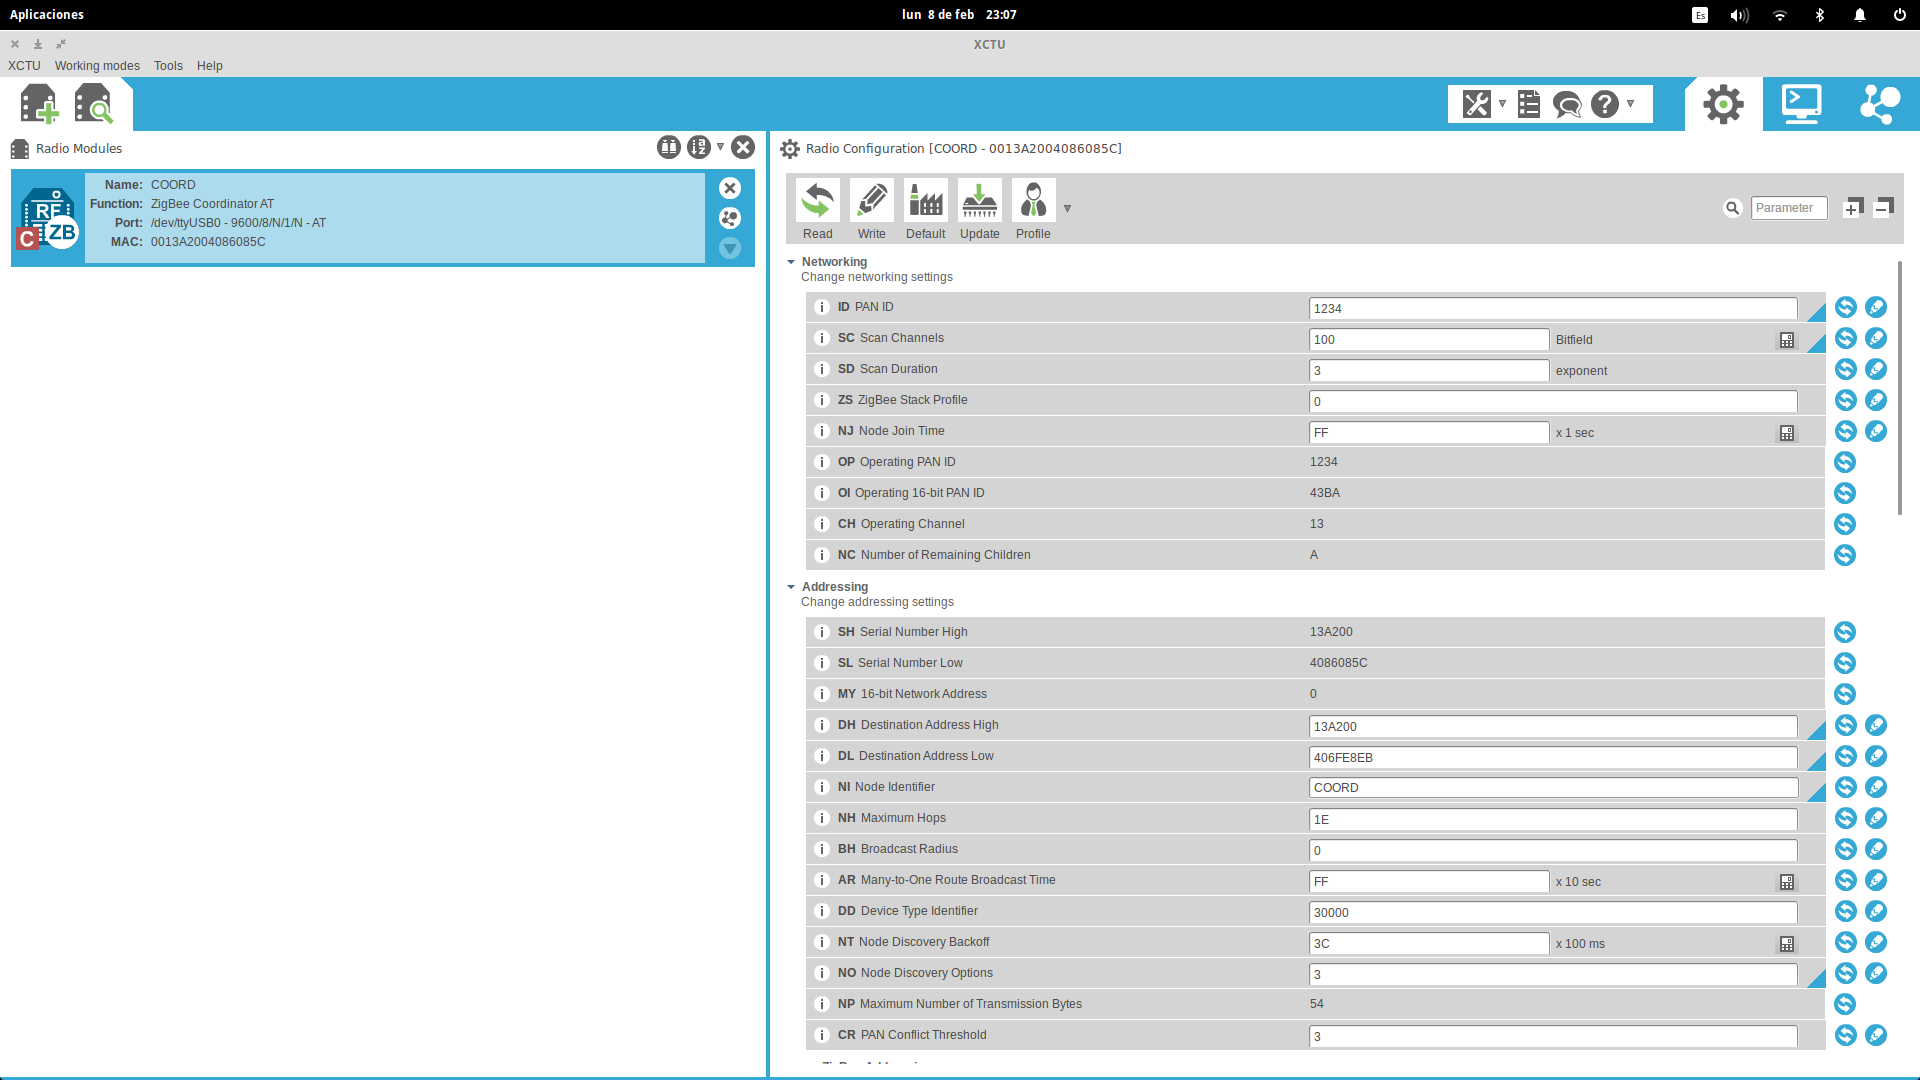 Aplicaciones
lun 8 de feb 23:07
Es
XCTU
XCTU Working modes Tools Help
Radio Modules
RF
C ZB
Name: COORD
Function: ZigBee Coordinator AT
Port: /dev/ttyUSB0 - 9600/8/N/1/N - AT
MAC: 0013A2004086085C
Radio Configuration [COORD - 0013A2004086085C]
Read Write Default Update Profile
Parameter
Networking
Change networking settings
ID PAN ID 1234
SC Scan Channels 100 Bitfield
SD Scan Duration 3 exponent
ZS ZigBee Stack Profile 0
NJ Node Join Time FF x 1 sec
OP Operating PAN ID 1234
OI Operating 16-bit PAN ID 43BA
CH Operating Channel 13
NC Number of Remaining Children A
Addressing
Change addressing settings
SH Serial Number High 13A200
SL Serial Number Low 4086085C
MY 16-bit Network Address 0
DH Destination Address High 13A200
DL Destination Address Low 406FE8EB
NI Node Identifier COORD
NH Maximum Hops 1E
BH Broadcast Radius 0
AR Many-to-One Route Broadcast Time FF x 10 sec
DD Device Type Identifier 30000
NT Node Discovery Backoff 3C x 100 ms
NO Node Discovery Options 3
NP Maximum Number of Transmission Bytes 54
CR PAN Conflict Threshold 3